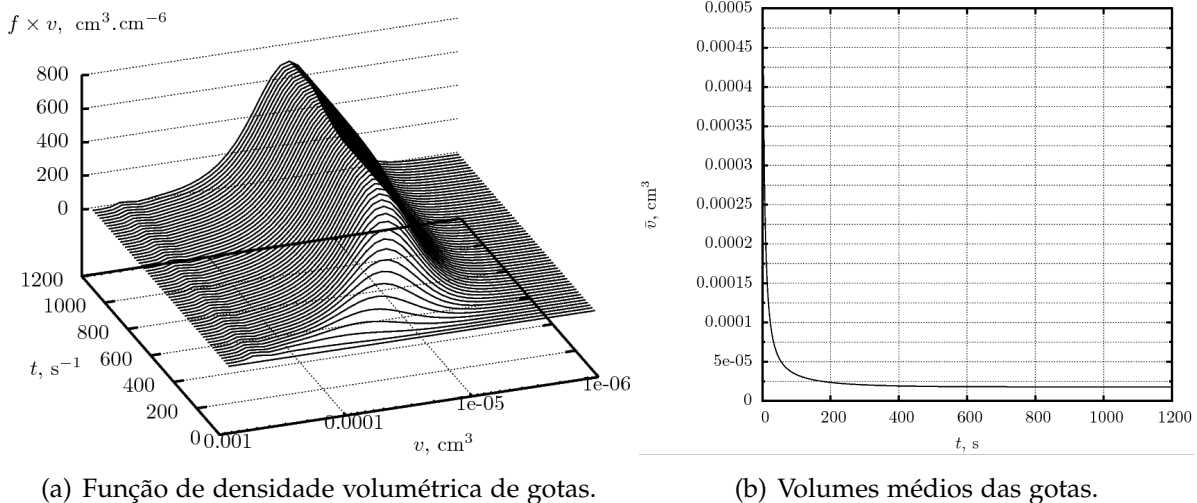 f × v, cm³.cm⁻⁶
800
600
400
200
0
1200
1000
800
600
400
200
0
t, s⁻¹
0.001
0.0001
1e-05
1e-06
v, cm³
(a) Função de densidade volumétrica de gotas.
0.0005
0.00045
0.0004
0.00035
0.0003
0.00025
0.0002
0.00015
0.0001
5e-05
0
v̄, cm³
0 200 400 600 800 1000 1200
t, s
(b) Volumes médios das gotas.